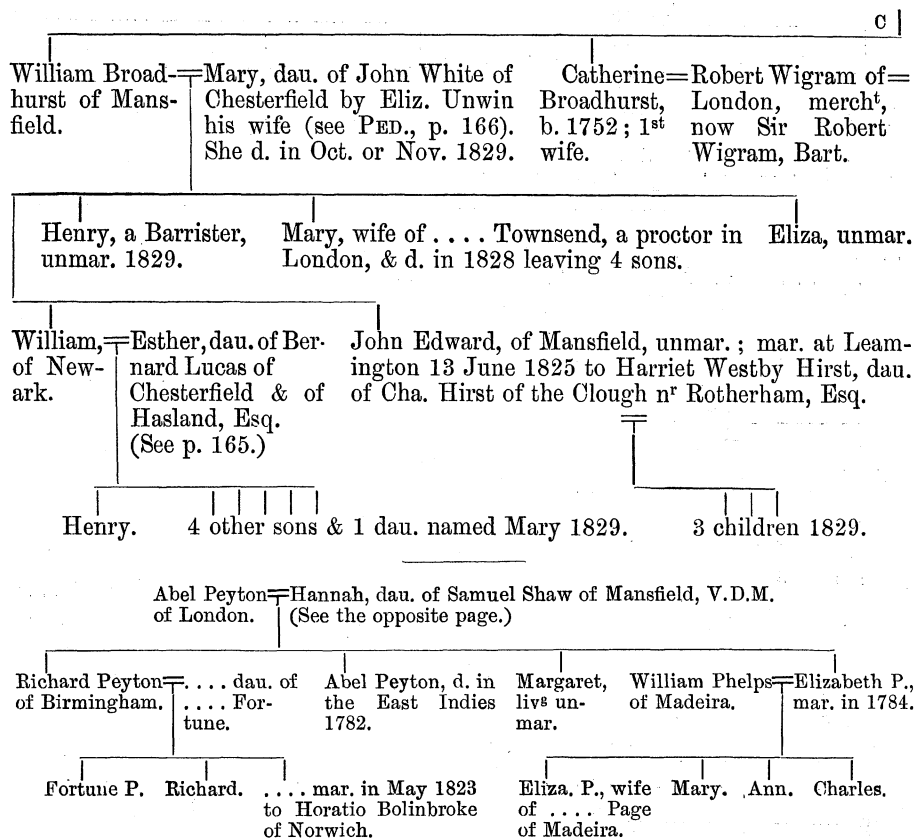 C
William Broad- = Mary, dau. of John White of
hurst of Mans-
field.
Chesterfield by Eliz. Unwin
his wife (see PED., p. 166).
She d. in Oct. or Nov. 1829.
Catherine = Robert Wigram of =
Broadhurst,
b. 1752; 1st
wife.
London, mercht,
now Sir Robert
Wigram, Bart.
Henry, a Barrister,
unmar. 1829.
Mary, wife of .... Townsend, a proctor in
London, & d. in 1828 leaving 4 sons.
Eliza, unmar.
William, = Esther, dau. of Ber-
of New-
ark.
nard Lucas of
Chesterfield & of
Hasland, Esq.
(See p. 165.)
John Edward, of Mansfield, unmar.; mar. at Leam-
ington 13 June 1825 to Harriet Westby Hirst, dau.
of Cha. Hirst of the Clough nr Rotherham, Esq.
Henry.
4 other sons & 1 dau. named Mary 1829.
3 children 1829.
Abel Peyton = Hannah, dau. of Samuel Shaw of Mansfield, V.D.M.
of London.
(See the opposite page.)
Richard Peyton = .... dau. of
of Birmingham.
.... For-
tune.
Abel Peyton, d. in
the East Indies
1782.
Margaret,
livs un-
mar.
William Phelps = Elizabeth P.,
of Madeira.
mar. in 1784.
Fortune P.
Richard.
.... mar. in May 1823
to Horatio Bolinbroke
of Norwich.
Eliza. P., wife
of .... Page
of Madeira.
Mary.
Ann.
Charles.